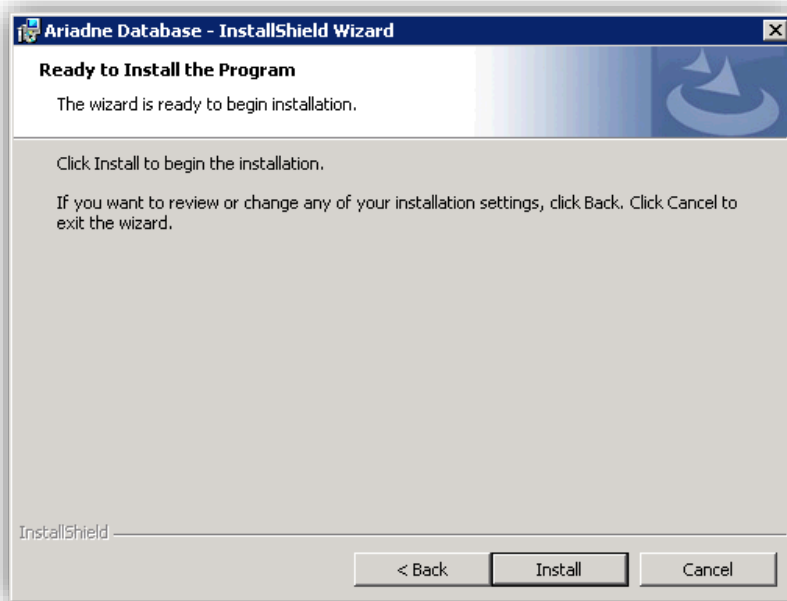 Ariadne Database - InstallShield Wizard
Ready to Install the Program
The wizard is ready to begin installation.
Click Install to begin the installation.
If you want to review or change any of your installation settings, click Back. Click Cancel to
exit the wizard.
InstallShield
< Back Install Cancel